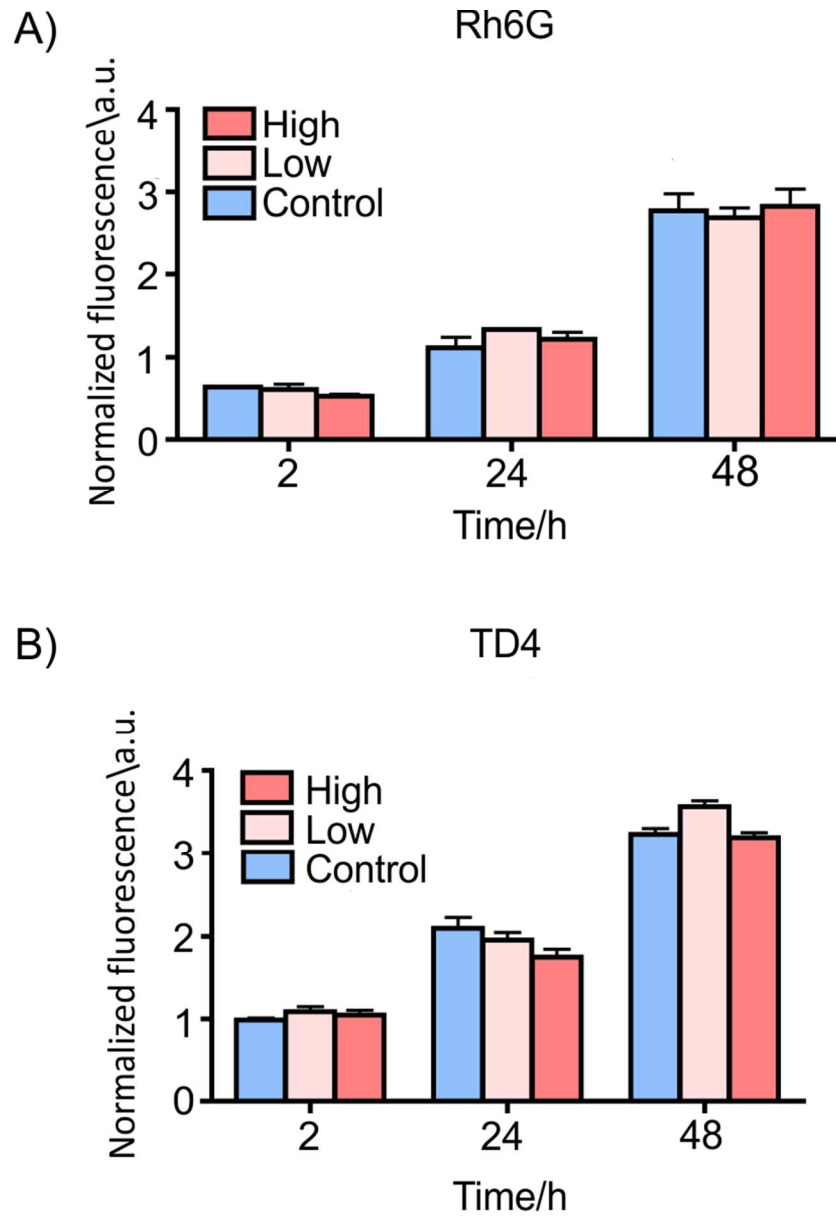 A)
Rh6G
Normalized fluorescence\a.u.
4
3
2
1
0
High
Low
Control
2 24 48
Time/h
B)
TD4
Normalized fluorescence\a.u.
4
3
2
1
0
High
Low
Control
2 24 48
Time/h